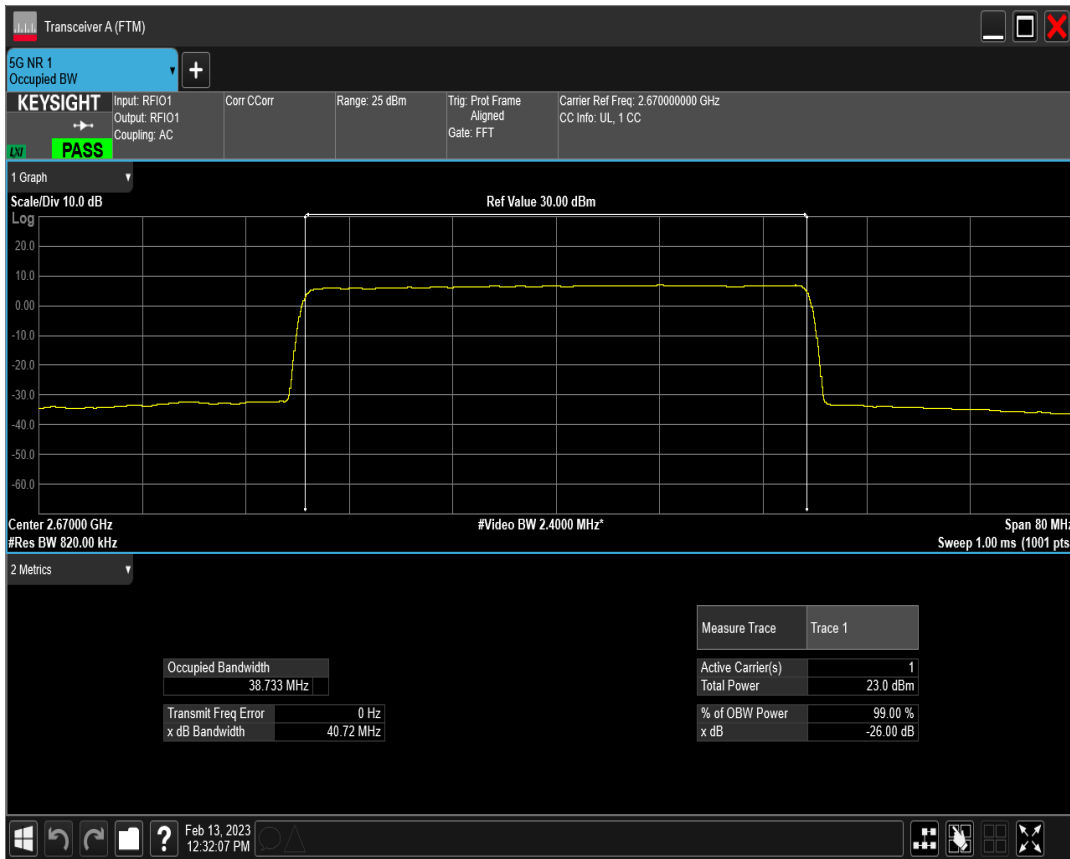 Transceiver A (FTM)
5G NR 1
Occupied BW
+
KEYSIGHT
LXI
PASS
Input: RFIO1
Output: RFIO1
Coupling: AC
Corr CCorr
Range: 25 dBm
Trig: Prot Frame
Aligned
Gate: FFT
Carrier Ref Freq: 2.670000000 GHz
CC Info: UL, 1 CC
1 Graph
Scale/Div 10.0 dB
Ref Value 30.00 dBm
Log
20.0
10.0
0.00
-10.0
-20.0
-30.0
-40.0
-50.0
-60.0
Center 2.67000 GHz
#Video BW 2.4000 MHz*
Span 80 MHz
#Res BW 820.00 kHz
Sweep 1.00 ms (1001 pts
2 Metrics
Measure Trace Trace 1
Occupied Bandwidth
38.733 MHz
Active Carrier(s) 1
Total Power 23.0 dBm
Transmit Freq Error 0 Hz
x dB Bandwidth 40.72 MHz
% of OBW Power 99.00 %
x dB -26.00 dB
?
Feb 13, 2023
12:32:07 PM